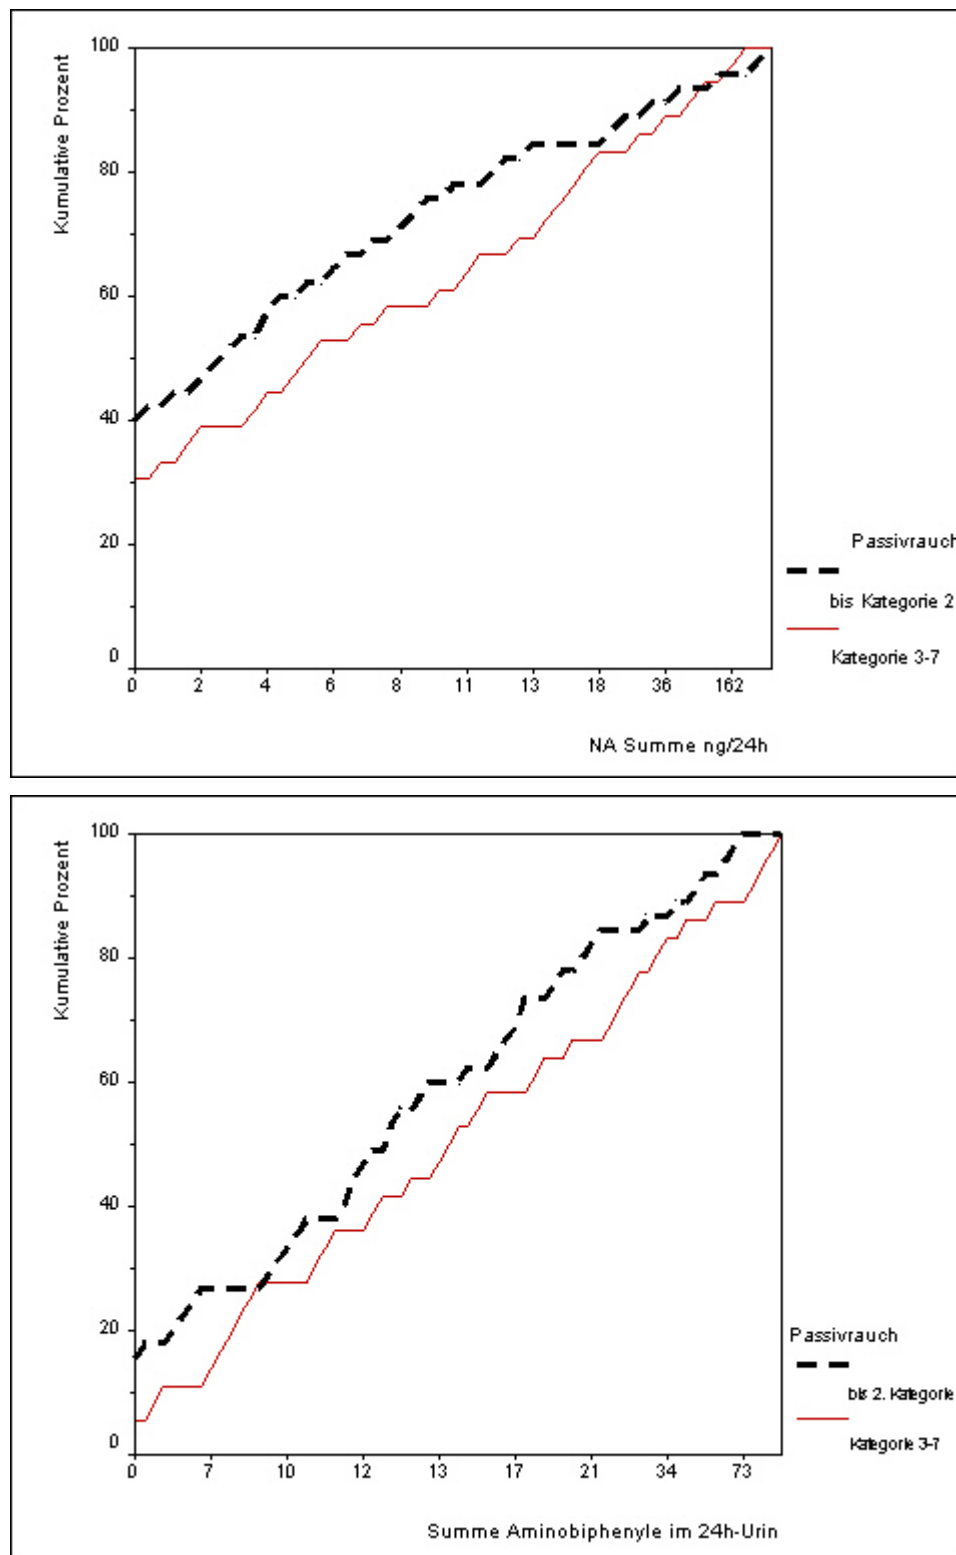 Kumulative Prozent
100
80
60
40
20
0
0 2 4 6 8 11 13 18 36 162
NA Summe ng/24h
Passivrauch
bis Kategorie 2
Kategorie 3-7
Kumulative Prozent
100
80
60
40
20
0
0 7 10 12 13 17 21 34 73
Summe Aminobiphenyle im 24h-Urin
Passivrauch
bis 2. Kategorie
Kategorie 3-7